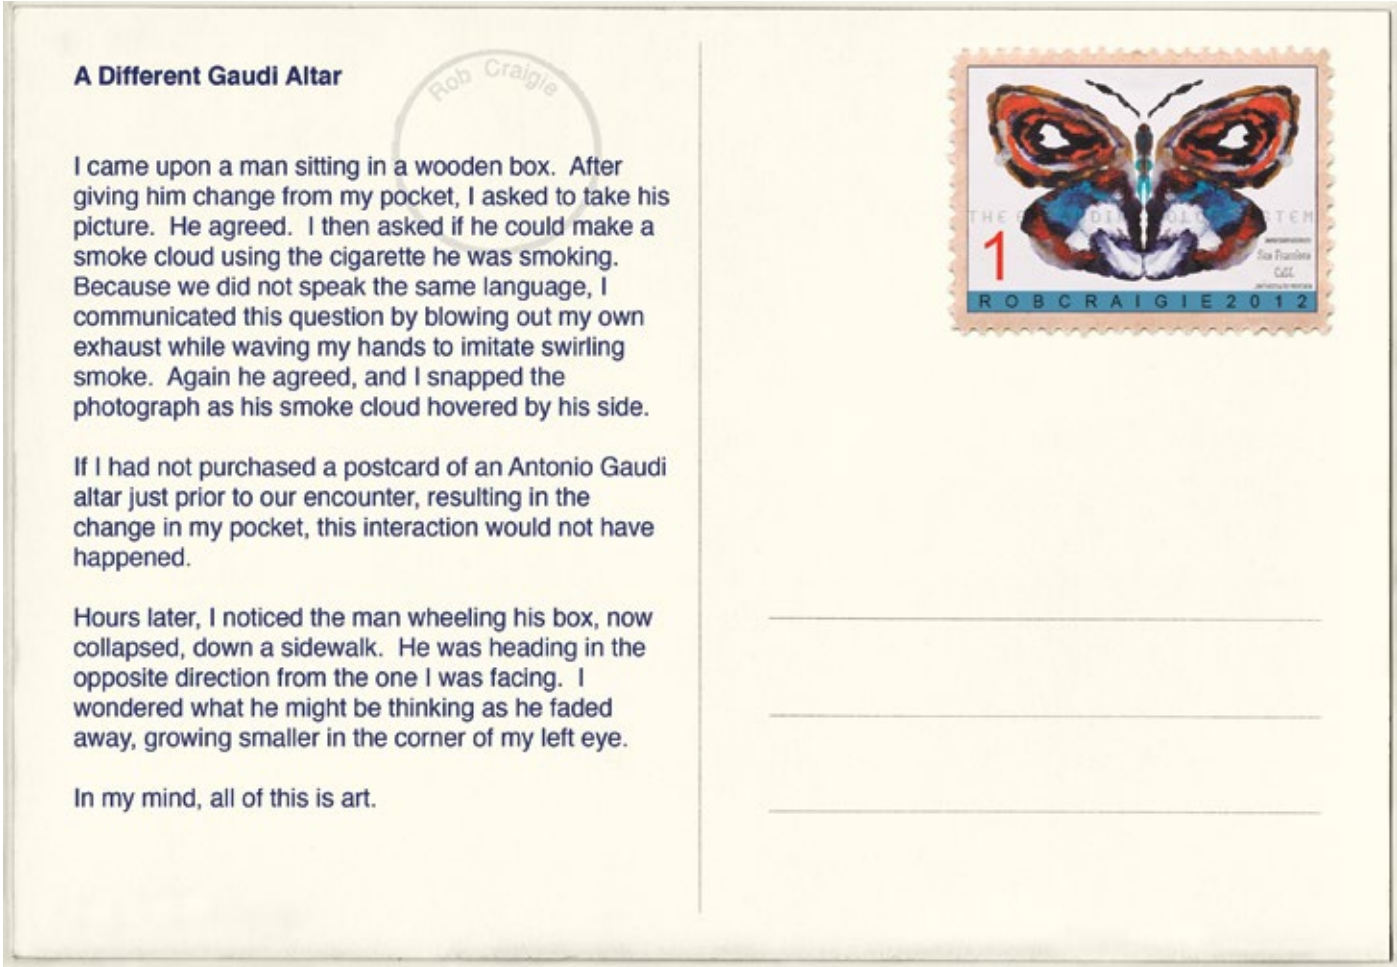 A Different Gaudi Altar
Rob Craigie
I came upon a man sitting in a wooden box.  After
giving him change from my pocket, I asked to take his
picture.  He agreed.  I then asked if he could make a
smoke cloud using the cigarette he was smoking.
Because we did not speak the same language, I
communicated this question by blowing out my own
exhaust while waving my hands to imitate swirling
smoke.  Again he agreed, and I snapped the
photograph as his smoke cloud hovered by his side.
If I had not purchased a postcard of an Antonio Gaudi
altar just prior to our encounter, resulting in the
change in my pocket, this interaction would not have
happened.
Hours later, I noticed the man wheeling his box, now
collapsed, down a sidewalk.  He was heading in the
opposite direction from the one I was facing.  I
wondered what he might be thinking as he faded
away, growing smaller in the corner of my left eye.
In my mind, all of this is art.
THE
1
San Francisco
Calif.
ROBCRAIGIE2012